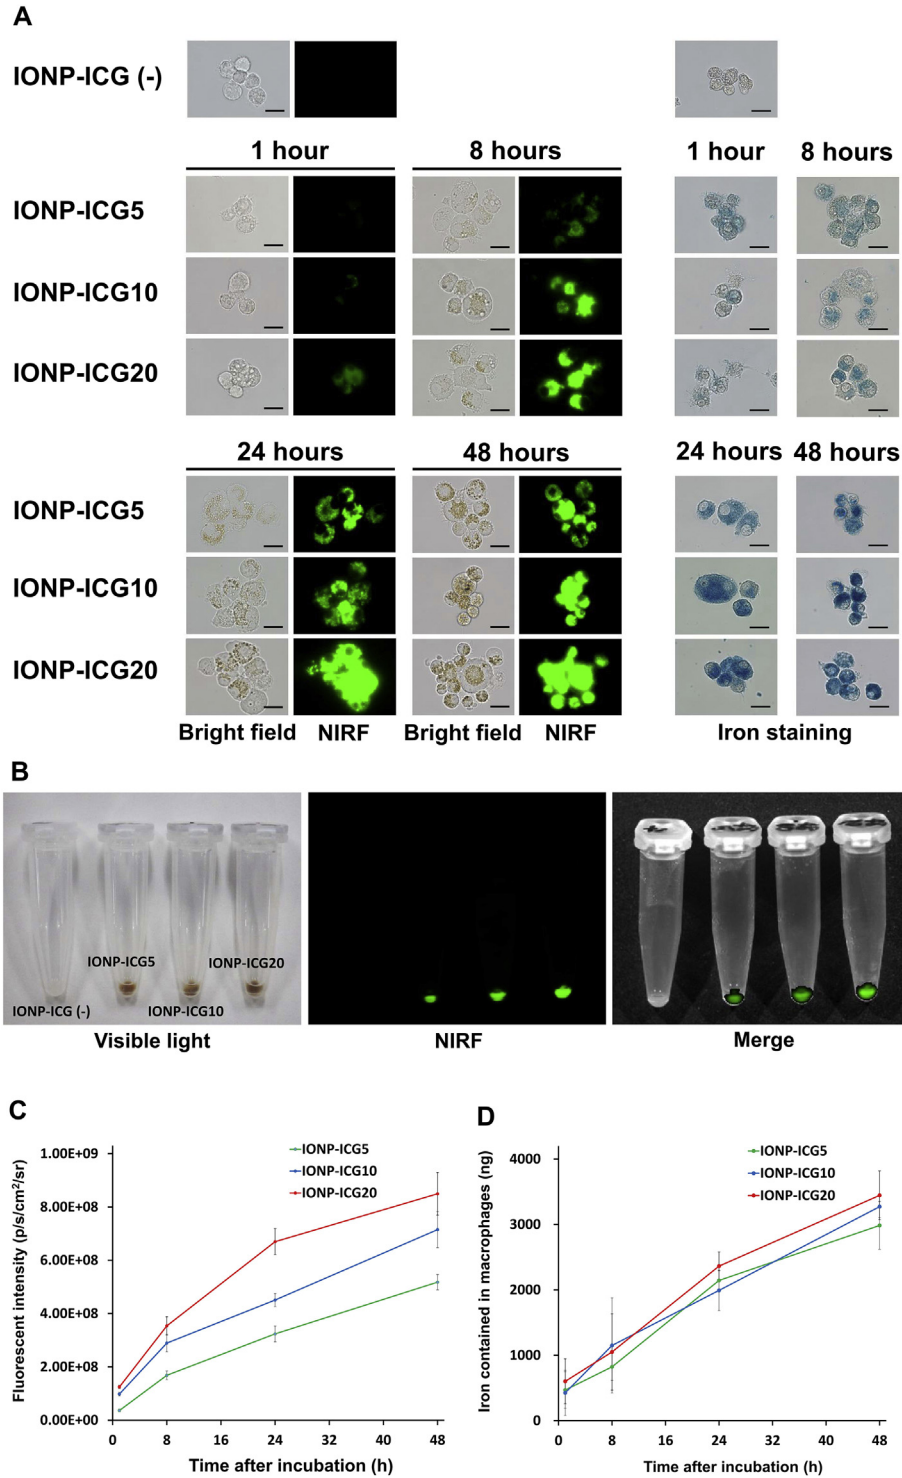 A
IONP-ICG (-)
1 hour
8 hours
1 hour
8 hours
IONP-ICG5
IONP-ICG10
IONP-ICG20
24 hours
48 hours
24 hours
48 hours
IONP-ICG5
IONP-ICG10
IONP-ICG20
Bright field
NIRF
Bright field
NIRF
Iron staining
B
IONP-ICG5
IONP-ICG20
IONP-ICG (-)
IONP-ICG10
Visible light
NIRF
Merge
C
Fluorescent intensity (p/s/cm²/sr)
1.00E+09
8.00E+08
6.00E+08
4.00E+08
2.00E+08
0.00E+00
IONP-ICG5
IONP-ICG10
IONP-ICG20
0 8 16 24 32 40 48
Time after incubation (h)
D
Iron contained in macrophages (ng)
4000
3000
2000
1000
0
IONP-ICG5
IONP-ICG10
IONP-ICG20
0 8 16 24 32 40 48
Time after incubation (h)